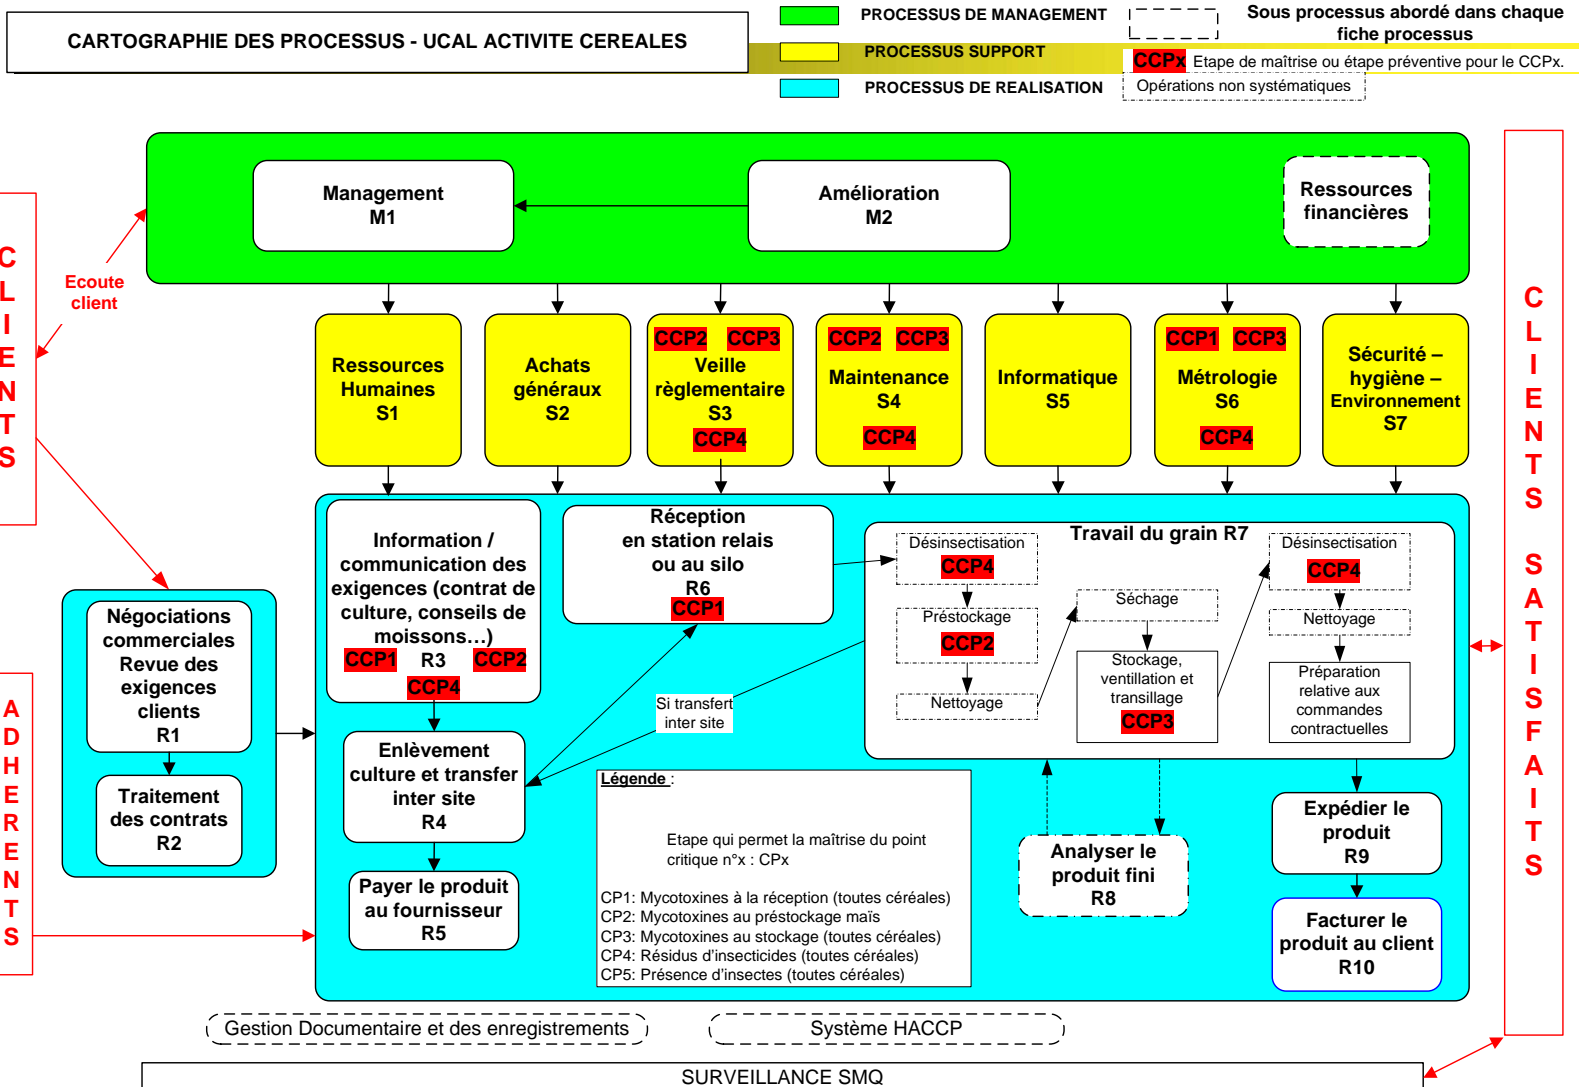 CARTOGRAPHIE DES PROCESSUS - UCAL ACTIVITE CEREALES
PROCESSUS DE MANAGEMENT
PROCESSUS SUPPORT
PROCESSUS DE REALISATION
Sous processus abordé dans chaque
fiche processus
CCPx Etape de maîtrise ou étape préventive pour le CCPx.
Opérations non systématiques
CLIENTS
Ecoute
client
ADHERENTS
Management
M1
Amélioration
M2
Ressources
financières
Ressources
Humaines
S1
Achats
généraux
S2
CCP2 CCP3
Veille
règlementaire
S3
CCP4
CCP2 CCP3
Maintenance
S4
CCP4
Informatique
S5
CCP1 CCP3
Métrologie
S6
CCP4
Sécurité –
hygiène –
Environnement
S7
Négociations
commerciales
Revue des
exigences
clients
R1
Traitement
des contrats
R2
Information /
communication des
exigences (contrat de
culture, conseils de
moissons…)
CCP1 R3 CCP2
CCP4
Enlèvement
culture et transfer
inter site
R4
Payer le produit
au fournisseur
R5
Réception
en station relais
ou au silo
R6
CCP1
Si transfert
inter site
Travail du grain R7
Désinsectisation
CCP4
Préstockage
CCP2
Nettoyage
Séchage
Stockage,
ventilation et
transillage
CCP3
Désinsectisation
CCP4
Nettoyage
Préparation
relative aux
commandes
contractuelles
Légende :
Etape qui permet la maîtrise du point
critique n°x : CPx
CP1: Mycotoxines à la réception (toutes céréales)
CP2: Mycotoxines au préstockage maïs
CP3: Mycotoxines au stockage (toutes céréales)
CP4: Résidus d'insecticides (toutes céréales)
CP5: Présence d'insectes (toutes céréales)
Analyser le
produit fini
R8
Expédier le
produit
R9
Facturer le
produit au client
R10
CLIENTS SATISFAITS
Gestion Documentaire et des enregistrements
Système HACCP
SURVEILLANCE SMQ